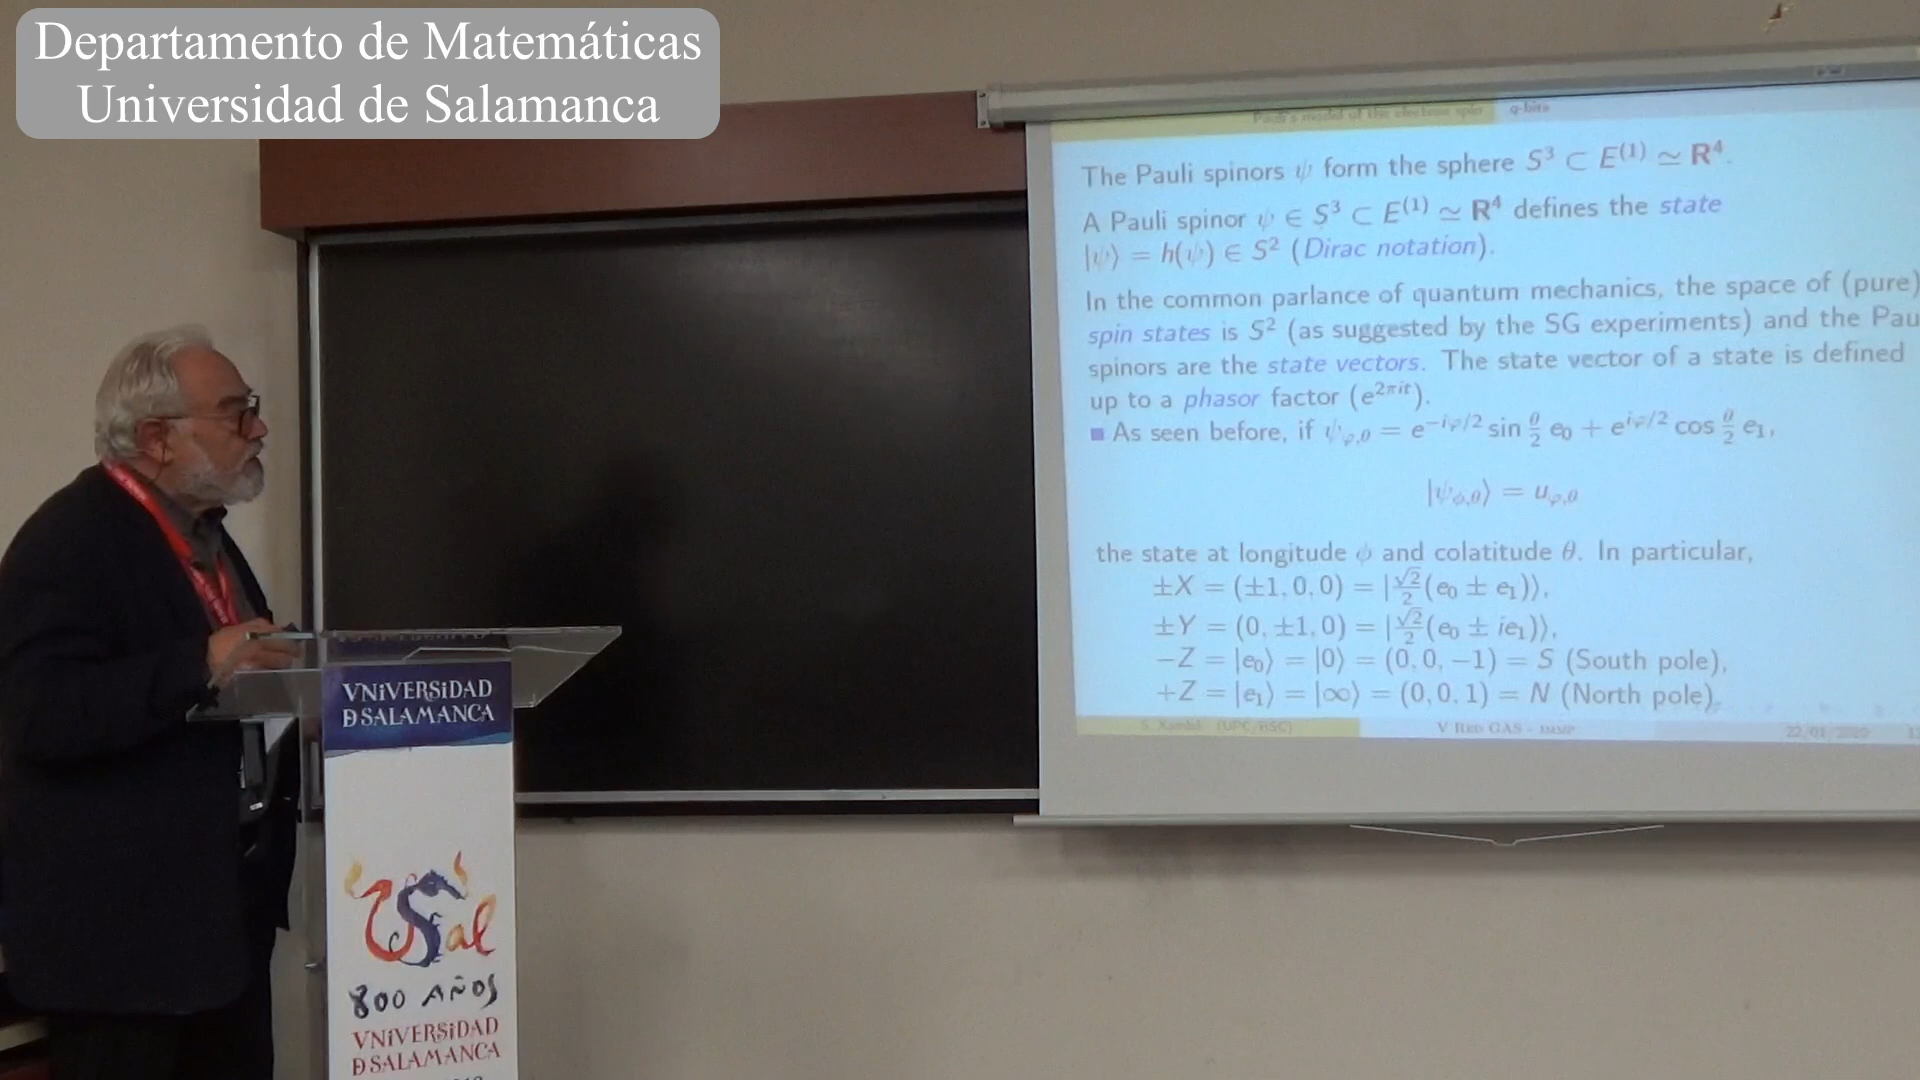 Departamento de Matemáticas
Universidad de Salamanca
Pauli's model of the electron spin q-bits
The Pauli spinors ψ form the sphere S³ ⊂ E⁽¹⁾ ≃ R⁴.
A Pauli spinor ψ ∈ S³ ⊂ E⁽¹⁾ ≃ R⁴ defines the state
|ψ⟩ = h(ψ) ∈ S² (Dirac notation).
In the common parlance of quantum mechanics, the space of (pure)
spin states is S² (as suggested by the SG experiments) and the Pau
spinors are the state vectors. The state vector of a state is defined
up to a phasor factor (e^{2πit}).
■ As seen before, if ψ_{φ,θ} = e^{−iφ/2} sin θ/2 e₀ + e^{iφ/2} cos θ/2 e₁,
|ψ_{ϕ,θ}⟩ = u_{φ,θ}
the state at longitude ϕ and colatitude θ. In particular,
±X = (±1, 0, 0) = |√2/2 (e₀ ± e₁)⟩,
±Y = (0, ±1, 0) = |√2/2 (e₀ ± ie₁)⟩,
−Z = |e₀⟩ = |0⟩ = (0, 0, −1) = S (South pole),
+Z = |e₁⟩ = |∞⟩ = (0, 0, 1) = N (North pole),
S. Xambó (UPC/BSC) V Red GAS - IMMP 22/01/2020
VNiVERSiDAD
Ð SALAMANCA
USal
800 AÑOS
VNiVERSiDAD
Ð SALAMANCA